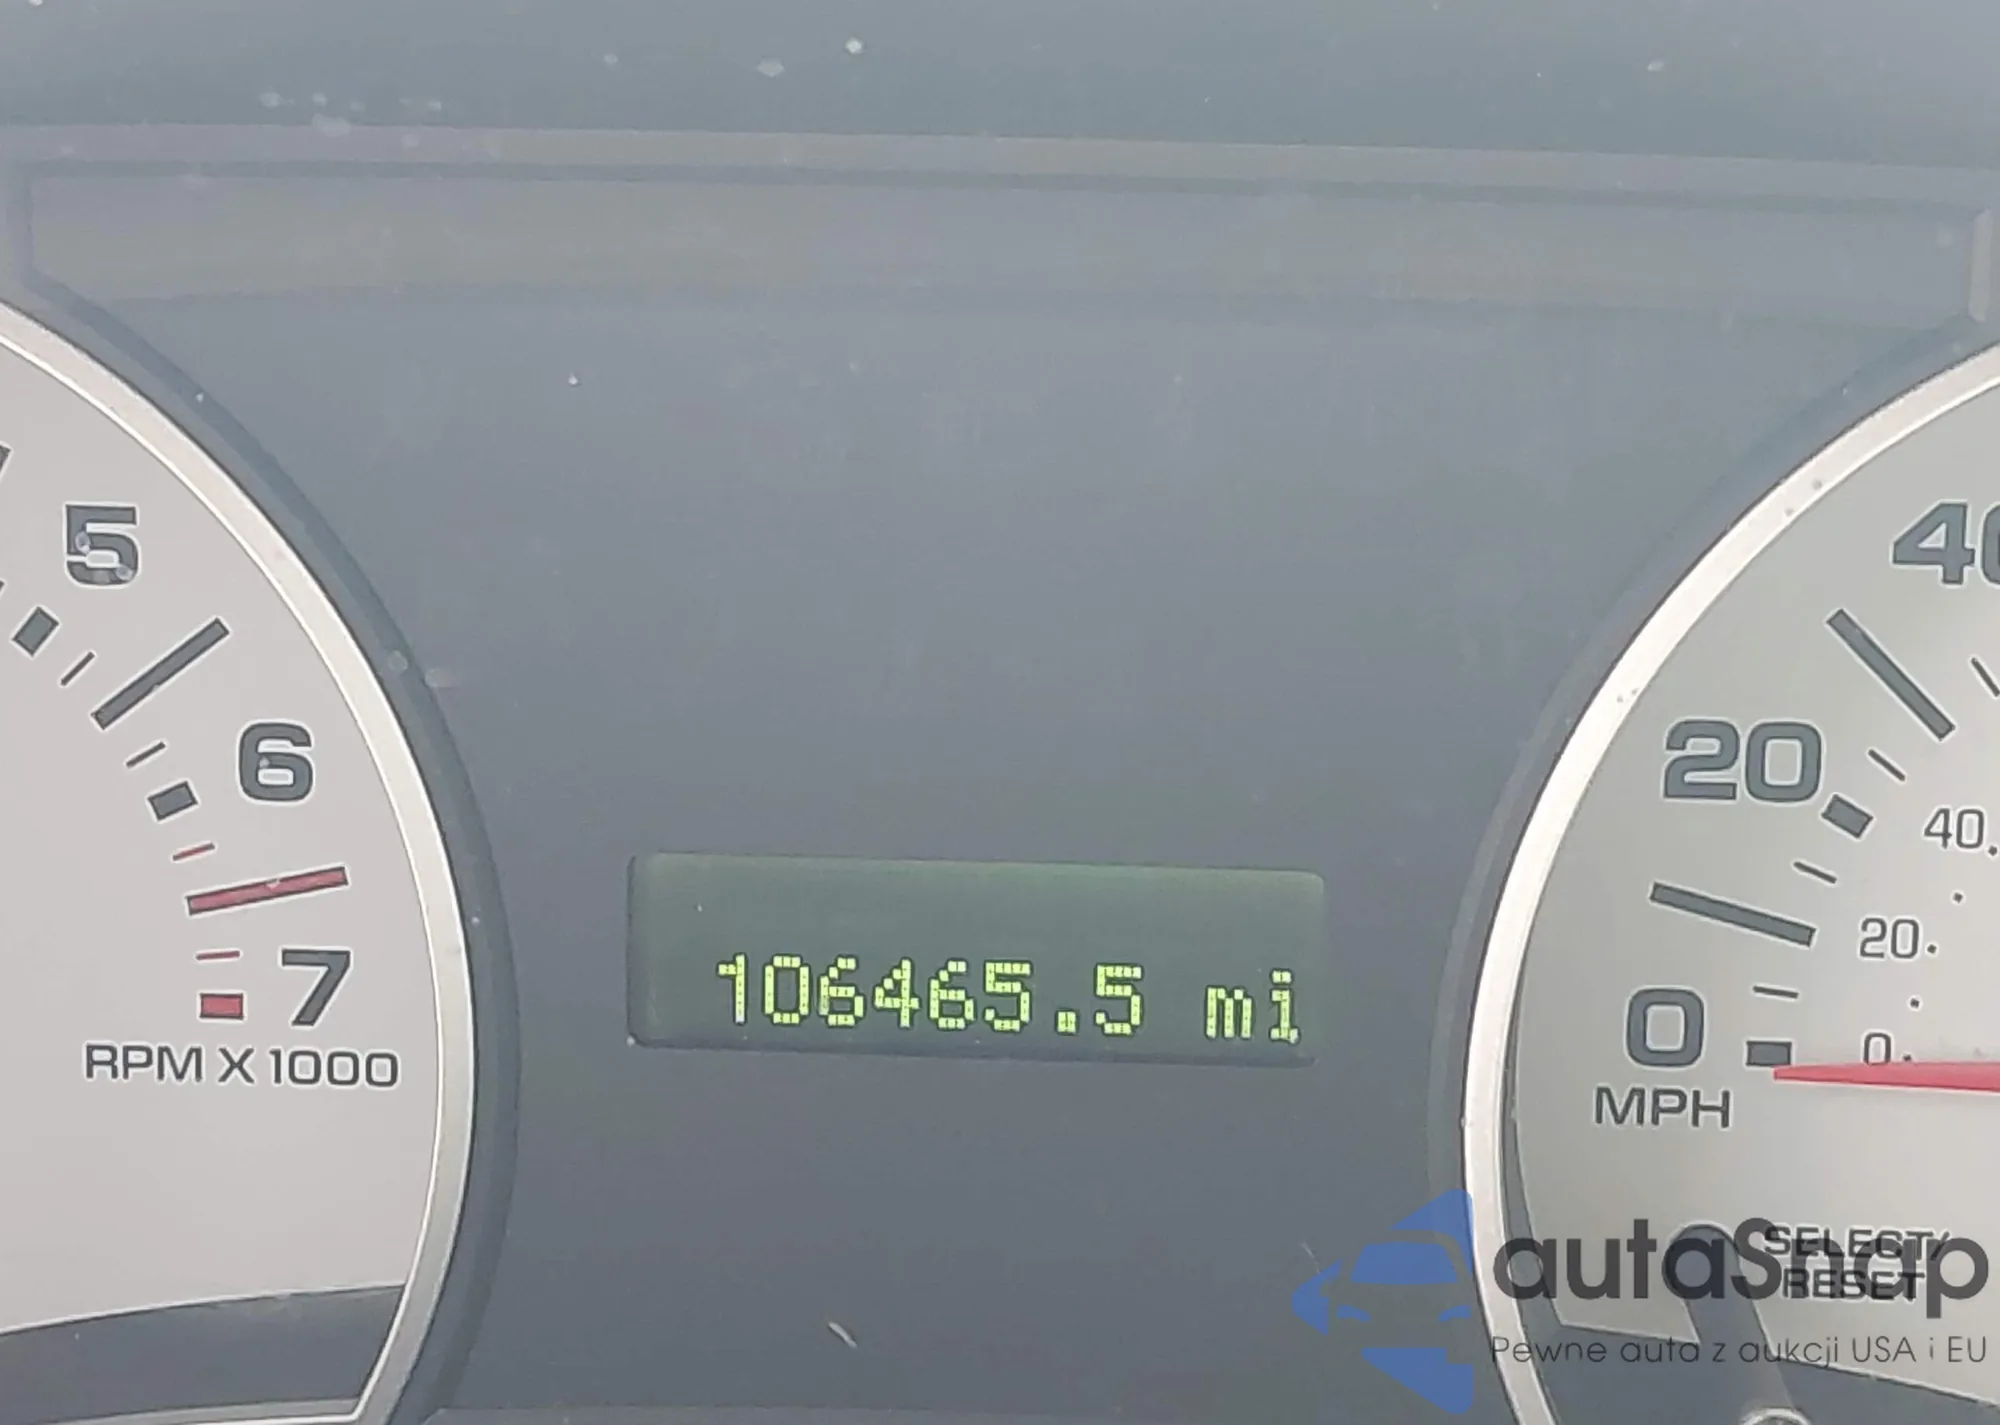 5
6
7
RPM X 1000
106465.5 mi
40
20
40
20
0
0
MPH
SELECT/
RESET
autaSnap
Pewne auta z aukcji USA i EU